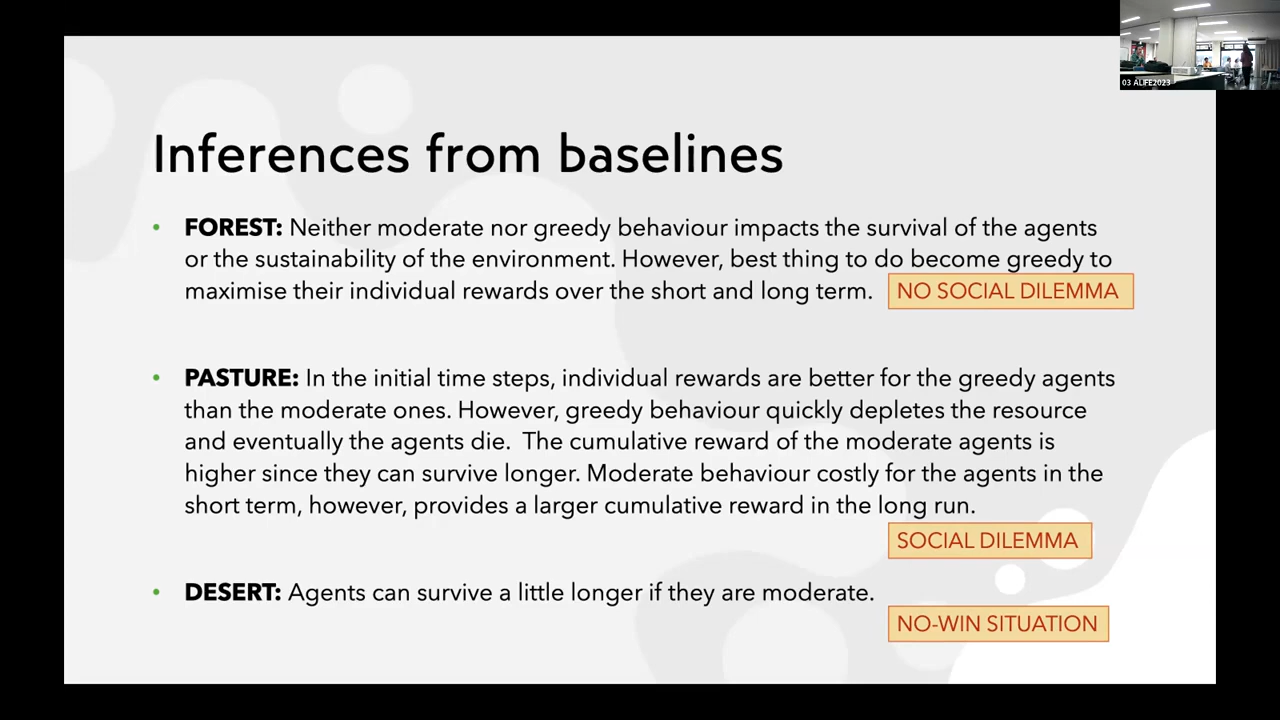 03 ALIFE2023
Inferences from baselines
• FOREST: Neither moderate nor greedy behaviour impacts the survival of the agents
or the sustainability of the environment. However, best thing to do become greedy to
maximise their individual rewards over the short and long term. NO SOCIAL DILEMMA
• PASTURE: In the initial time steps, individual rewards are better for the greedy agents
than the moderate ones. However, greedy behaviour quickly depletes the resource
and eventually the agents die. The cumulative reward of the moderate agents is
higher since they can survive longer. Moderate behaviour costly for the agents in the
short term, however, provides a larger cumulative reward in the long run.
SOCIAL DILEMMA
• DESERT: Agents can survive a little longer if they are moderate.
NO-WIN SITUATION